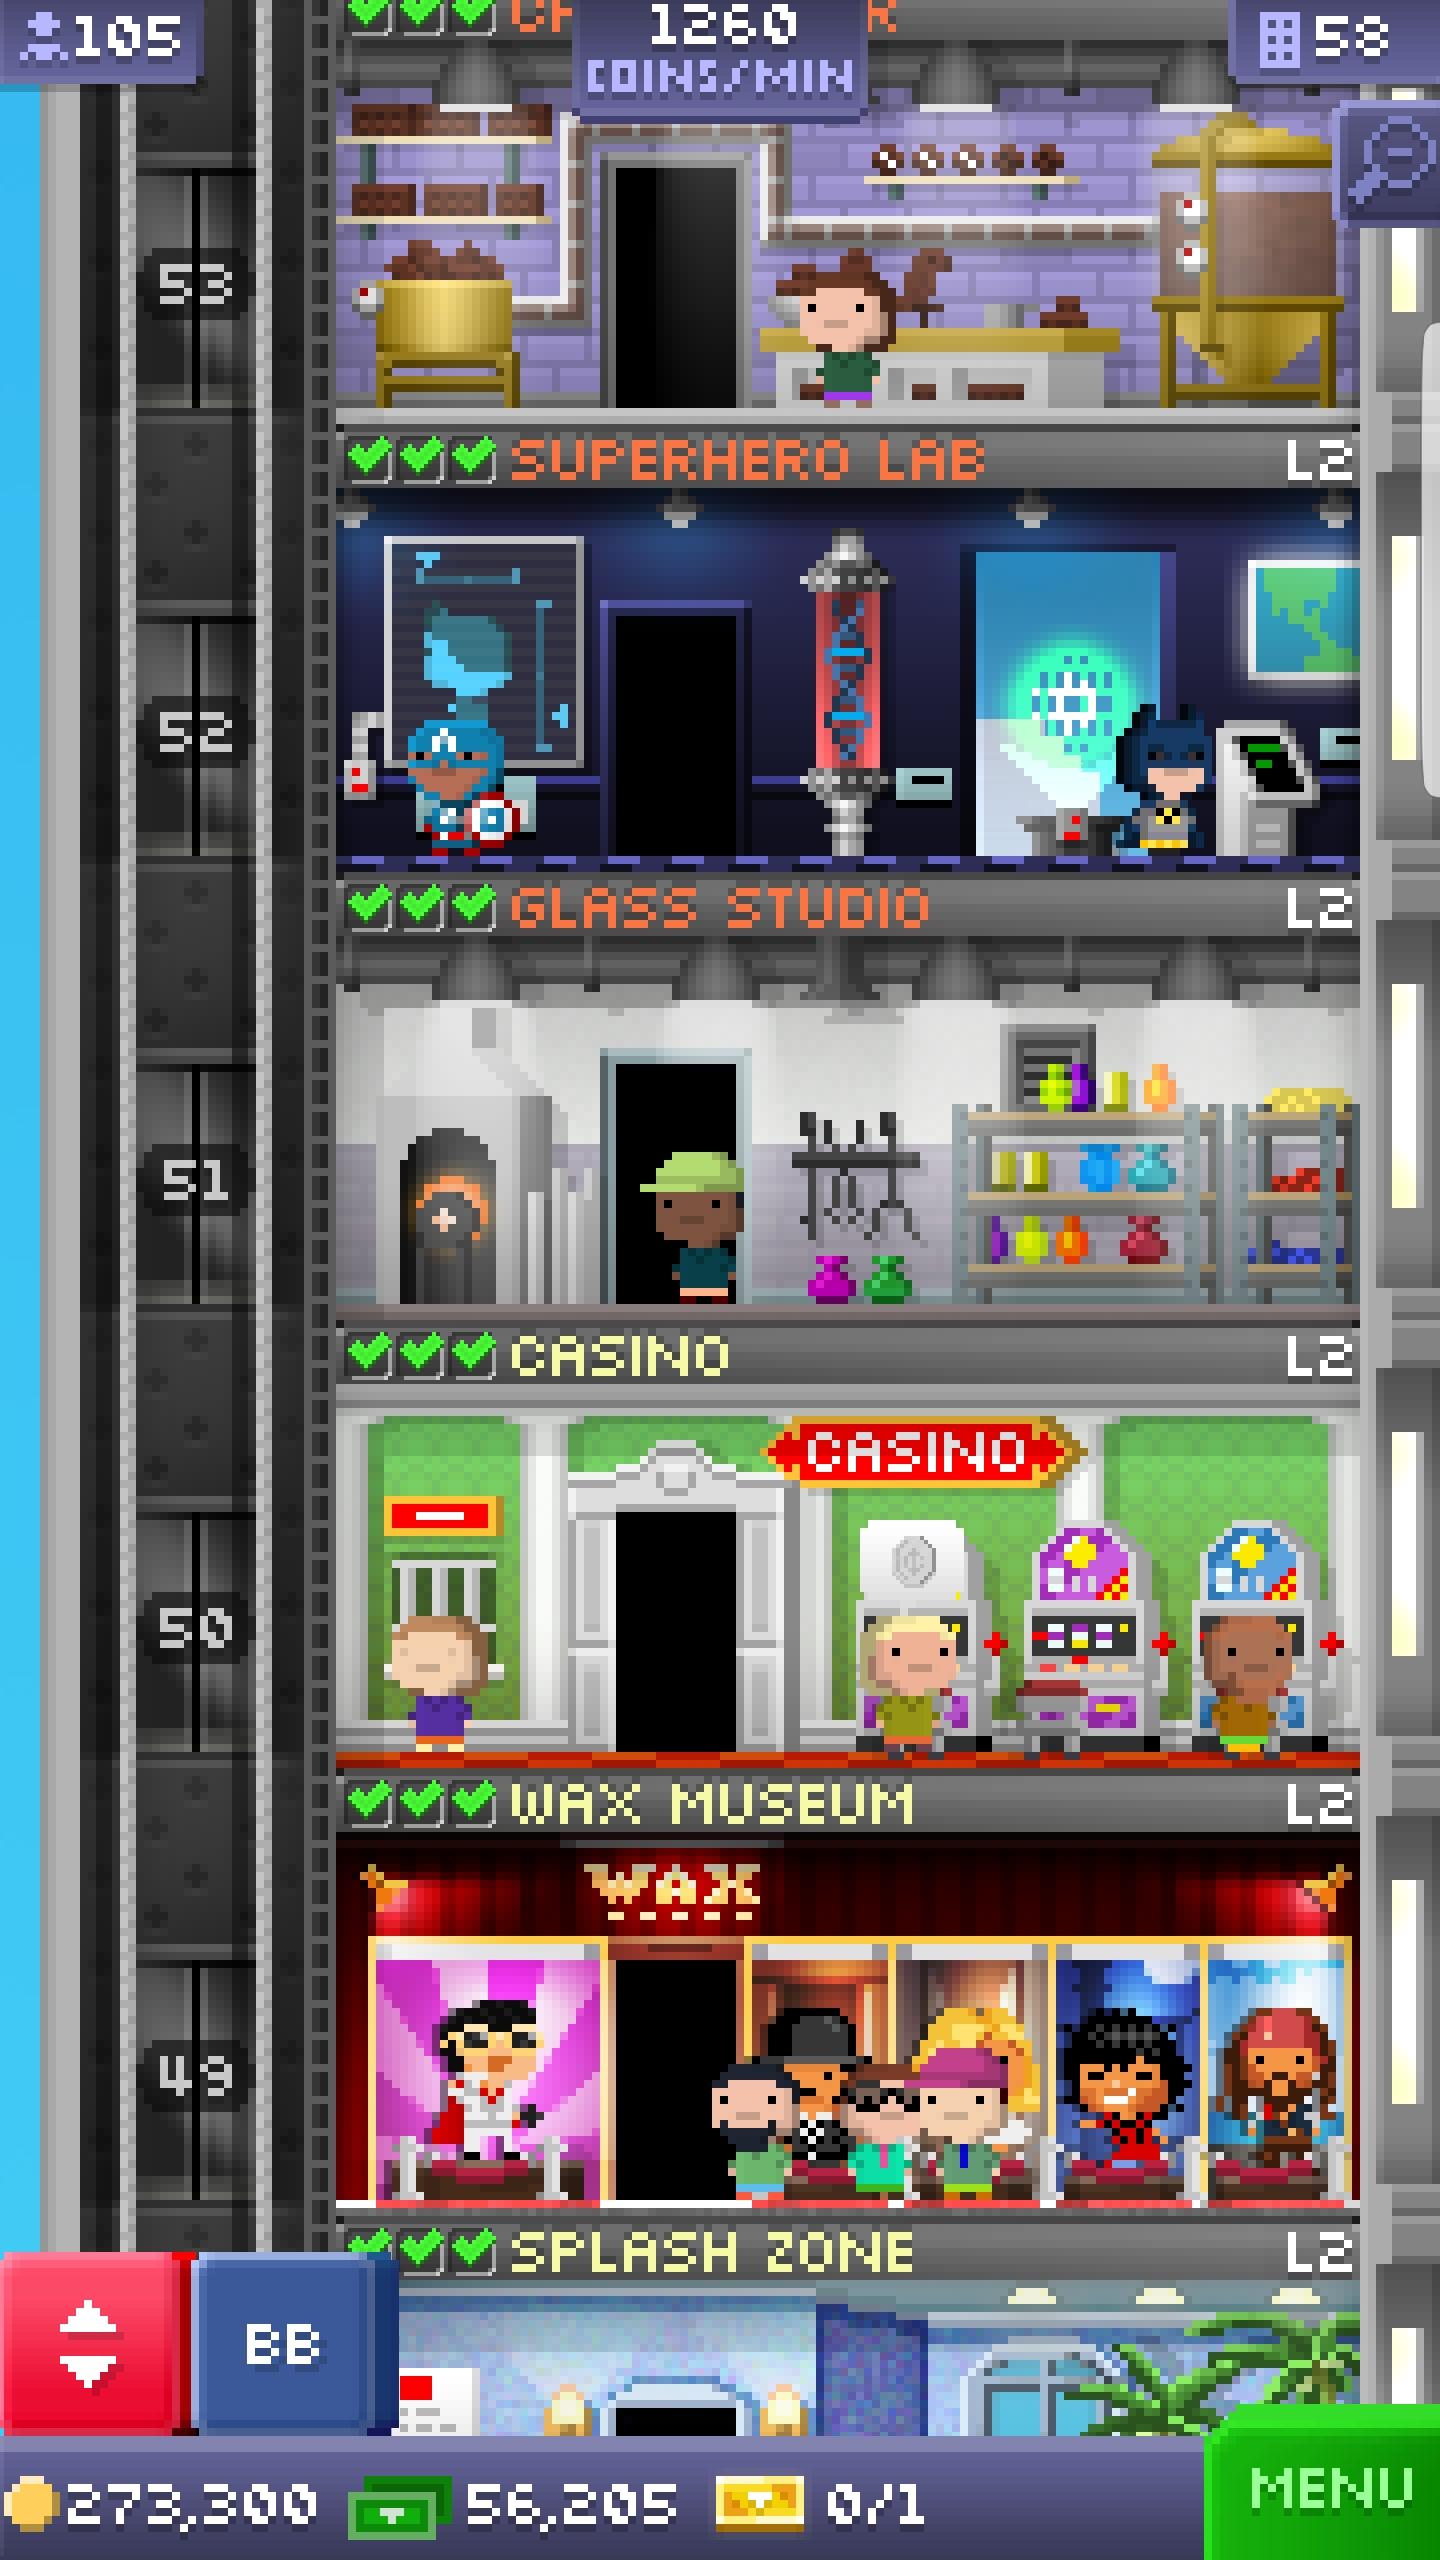 105
1260
COINS/MIN
58
53
SUPERHERO LAB L2
52
GLASS STUDIO L2
51
CASINO L2
CASINO
50
WAX MUSEUM L2
WAX
49
SPLASH ZONE L2
BB
273,300 56,205 0/1
MENU